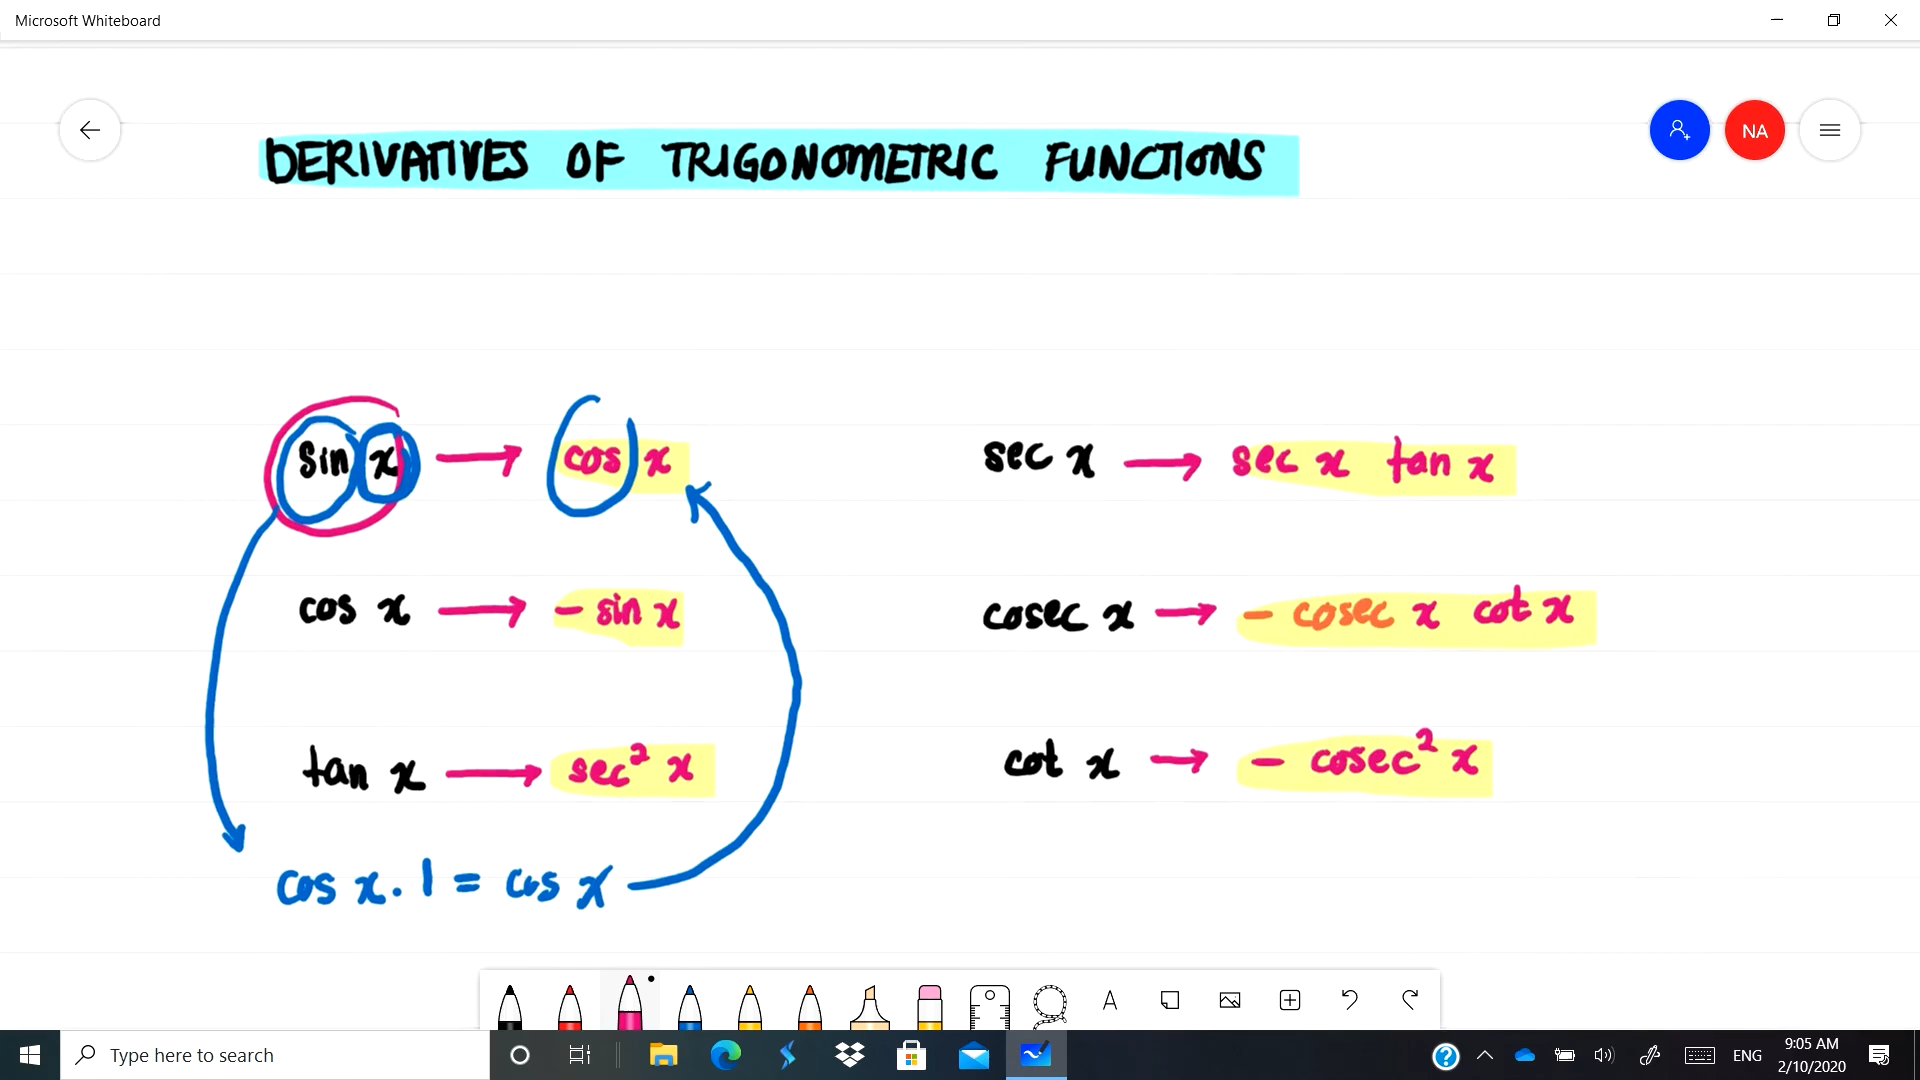 Microsoft Whiteboard
NA
DERIVATIVES OF TRIGONOMETRIC FUNCTIONS
sin x → cos x
sec x → sec x tan x
cos x → - sin x
cosec x → - cosec x cot x
tan x → sec² x
cot x → - cosec² x
cos x . 1 = cos x
A
Type here to search
ENG
9:05 AM
2/10/2020